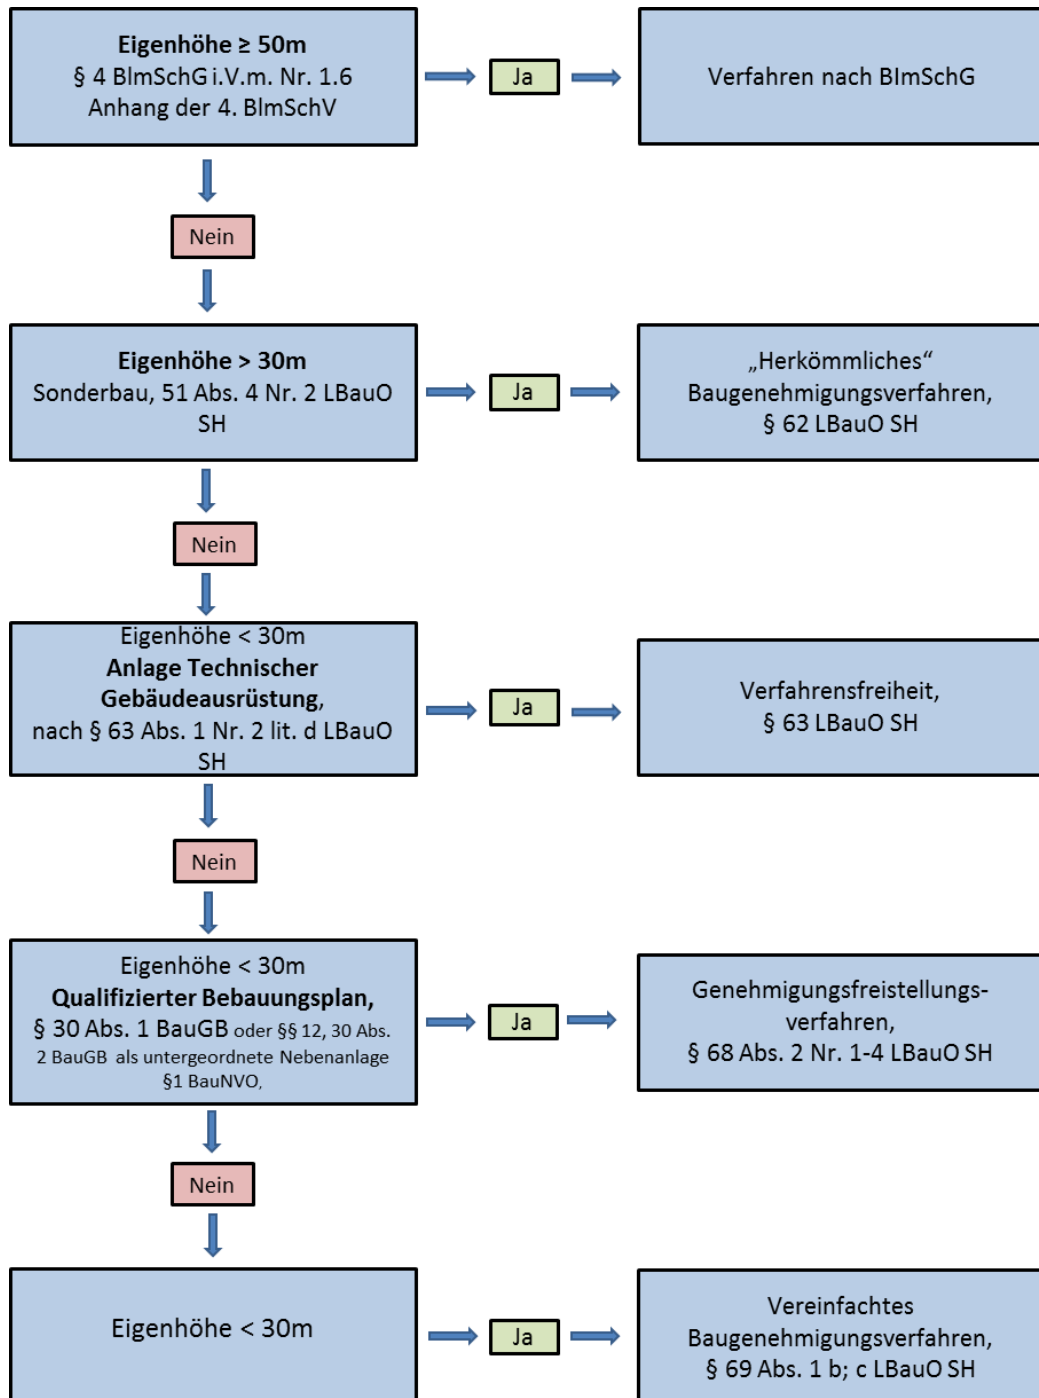 Eigenhöhe ≥ 50m
§ 4 BImSchG i.V.m. Nr. 1.6
Anhang der 4. BImSchV
Ja
Verfahren nach BImSchG
Nein
Eigenhöhe > 30m
Sonderbau, 51 Abs. 4 Nr. 2 LBauO
SH
Ja
„Herkömmliches“
Baugenehmigungsverfahren,
§ 62 LBauO SH
Nein
Eigenhöhe < 30m
Anlage Technischer
Gebäudeausrüstung,
nach § 63 Abs. 1 Nr. 2 lit. d LBauO
SH
Ja
Verfahrensfreiheit,
§ 63 LBauO SH
Nein
Eigenhöhe < 30m
Qualifizierter Bebauungsplan,
§ 30 Abs. 1 BauGB oder §§ 12, 30 Abs.
2 BauGB als untergeordnete Nebenanlage
§1 BauNVO,
Ja
Genehmigungsfreistellungs-
verfahren,
§ 68 Abs. 2 Nr. 1-4 LBauO SH
Nein
Eigenhöhe < 30m
Ja
Vereinfachtes
Baugenehmigungsverfahren,
§ 69 Abs. 1 b; c LBauO SH